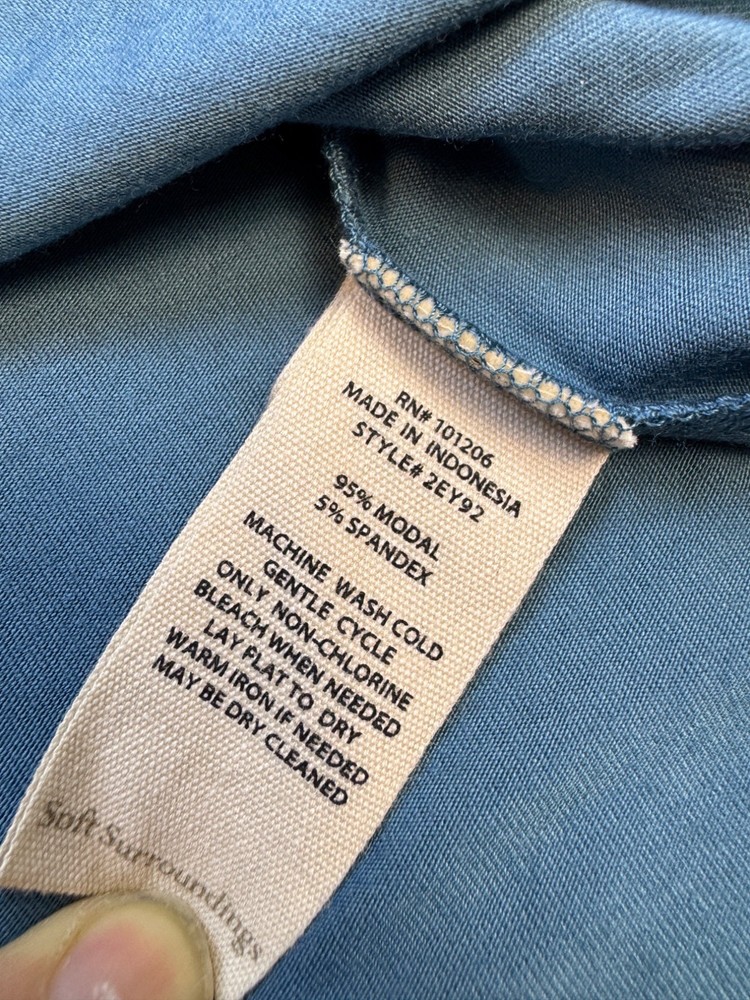 RN# 101206
MADE IN INDONESIA
STYLE# 2EY92
95% MODAL
5% SPANDEX
MACHINE WASH COLD
GENTLE CYCLE
ONLY NON-CHLORINE
BLEACH WHEN NEEDED
LAY FLAT TO DRY
WARM IRON IF NEEDED
MAY BE DRY CLEANED
Soft Surroundings